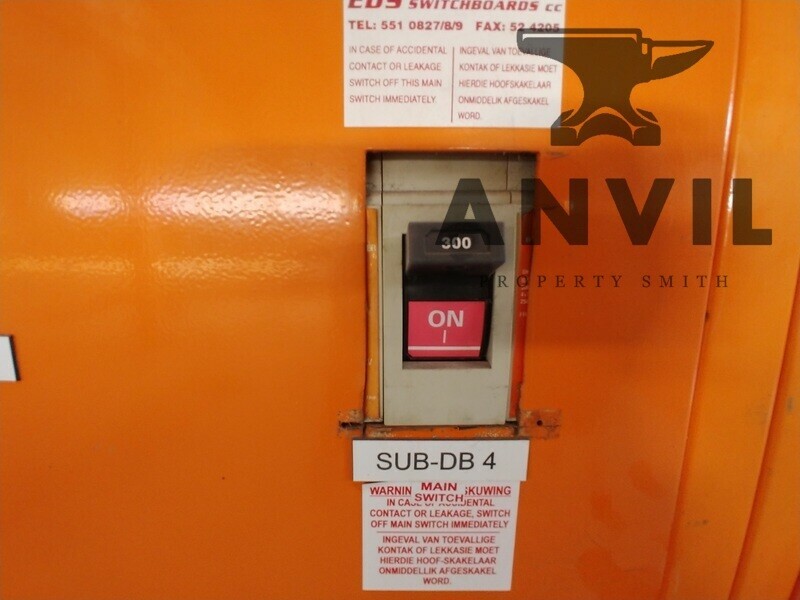 EDS SWITCHBOARDS CC
TEL: 551 0827/8/9 FAX: 52 4205
IN CASE OF ACCIDENTAL
CONTACT OR LEAKAGE
SWITCH OFF THIS MAIN
SWITCH IMMEDIATELY.
INGEVAL VAN TOEVALLIGE
KONTAK OF LEKKASIE MOET
HIERDIE HOOFSKAKELAAR
ONMIDDELIK AFGESKAKEL
WORD.
ANVIL
PROPERTY SMITH
300
ON
I
SUB-DB 4
MAIN
SWITCH
WARNIN SKUWING
IN CASE OF ACCIDENTAL
CONTACT OR LEAKAGE, SWITCH
OFF MAIN SWITCH IMMEDIATELY
INGEVAL VAN TOEVALLIGE
KONTAK OF LEKKASIE MOET
HIERDIE HOOF-SKAKELAAR
ONMIDDELLIK AFGESKAKEL
WORD.